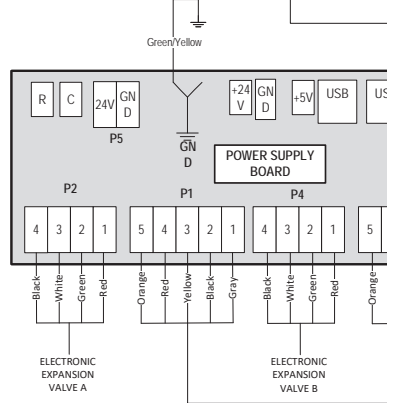 Green/Yellow
R
C
24V
GN
D
+24
V
GN
D
+5V
USB
US
P5
GN
D
POWER SUPPLY
BOARD
P2
P1
P4
4 3 2 1
5 4 3 2 1
4 3 2 1
5
Black
White
Green
Red
Orange
Red
Yellow
Black
Gray
Black
White
Green
Red
Orange
ELECTRONIC
EXPANSION
VALVE A
ELECTRONIC
EXPANSION
VALVE B